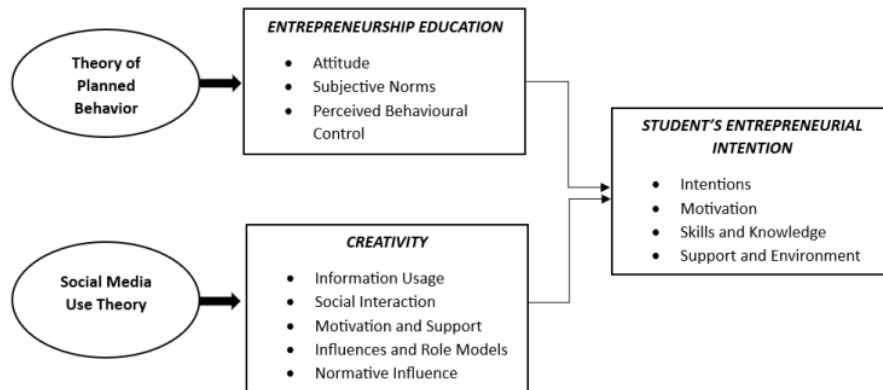 Theory of
Planned
Behavior
ENTREPRENEURSHIP EDUCATION
• Attitude
• Subjective Norms
• Perceived Behavioural
Control
Social Media
Use Theory
CREATIVITY
• Information Usage
• Social Interaction
• Motivation and Support
• Influences and Role Models
• Normative Influence
STUDENT’S ENTREPRENEURIAL
INTENTION
• Intentions
• Motivation
• Skills and Knowledge
• Support and Environment